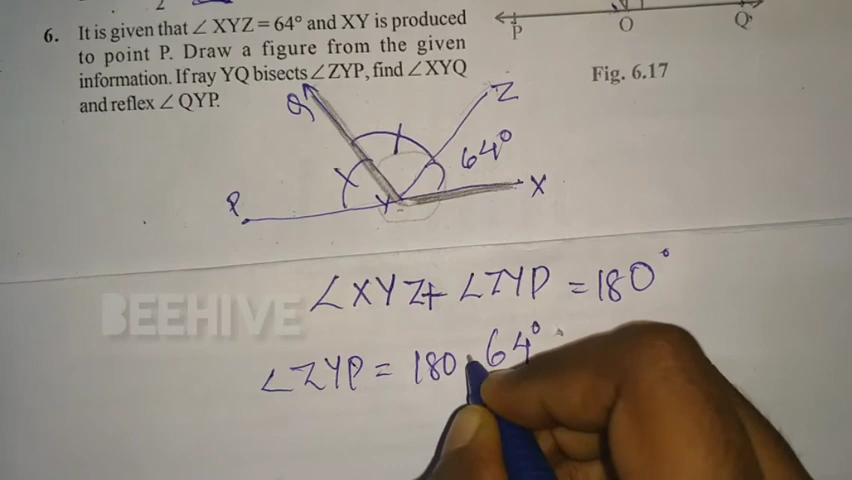 2
6. It is given that ∠ XYZ = 64° and XY is produced
to point P. Draw a figure from the given
information. If ray YQ bisects ∠ ZYP, find ∠ XYQ
and reflex ∠ QYP.
P O Q
Fig. 6.17
Q Z
64°
P Y X
∠XYZ + ∠ZYP = 180°
BEEHIVE
∠ZYP = 180 64°